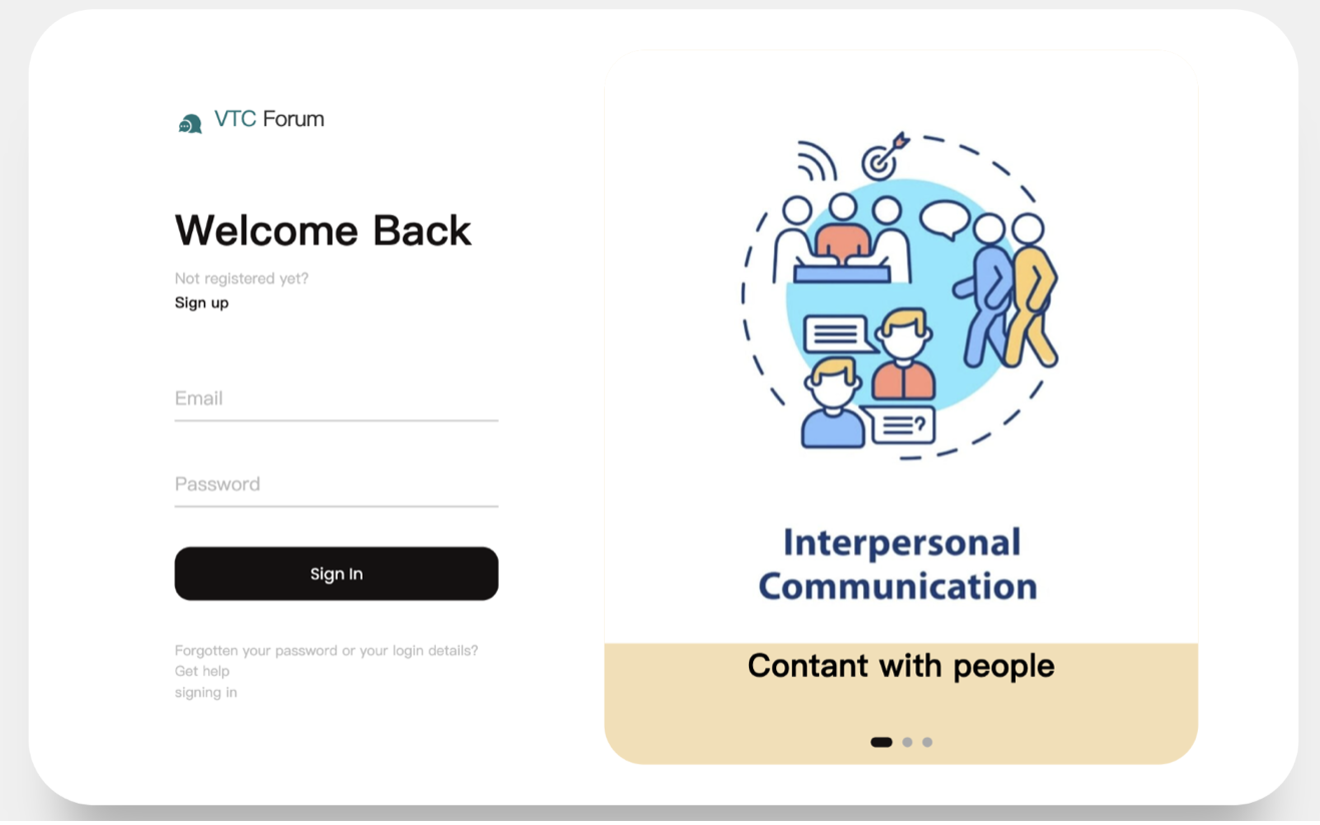 VTC Forum
Welcome Back
Not registered yet?
Sign up
Email
Password
Sign In
Forgotten your password or your login details?
Get help
signing in
?
Interpersonal
Communication
Contant with people